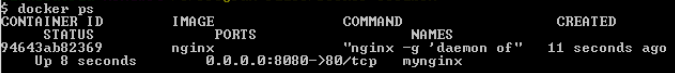 $ docker ps
CONTAINER ID        IMAGE               COMMAND                  CREATED
      STATUS              PORTS                  NAMES
94643ab82369        nginx               "nginx -g 'daemon of"    11 seconds ago
     Up 8 seconds        0.0.0.0:8080->80/tcp   mynginx